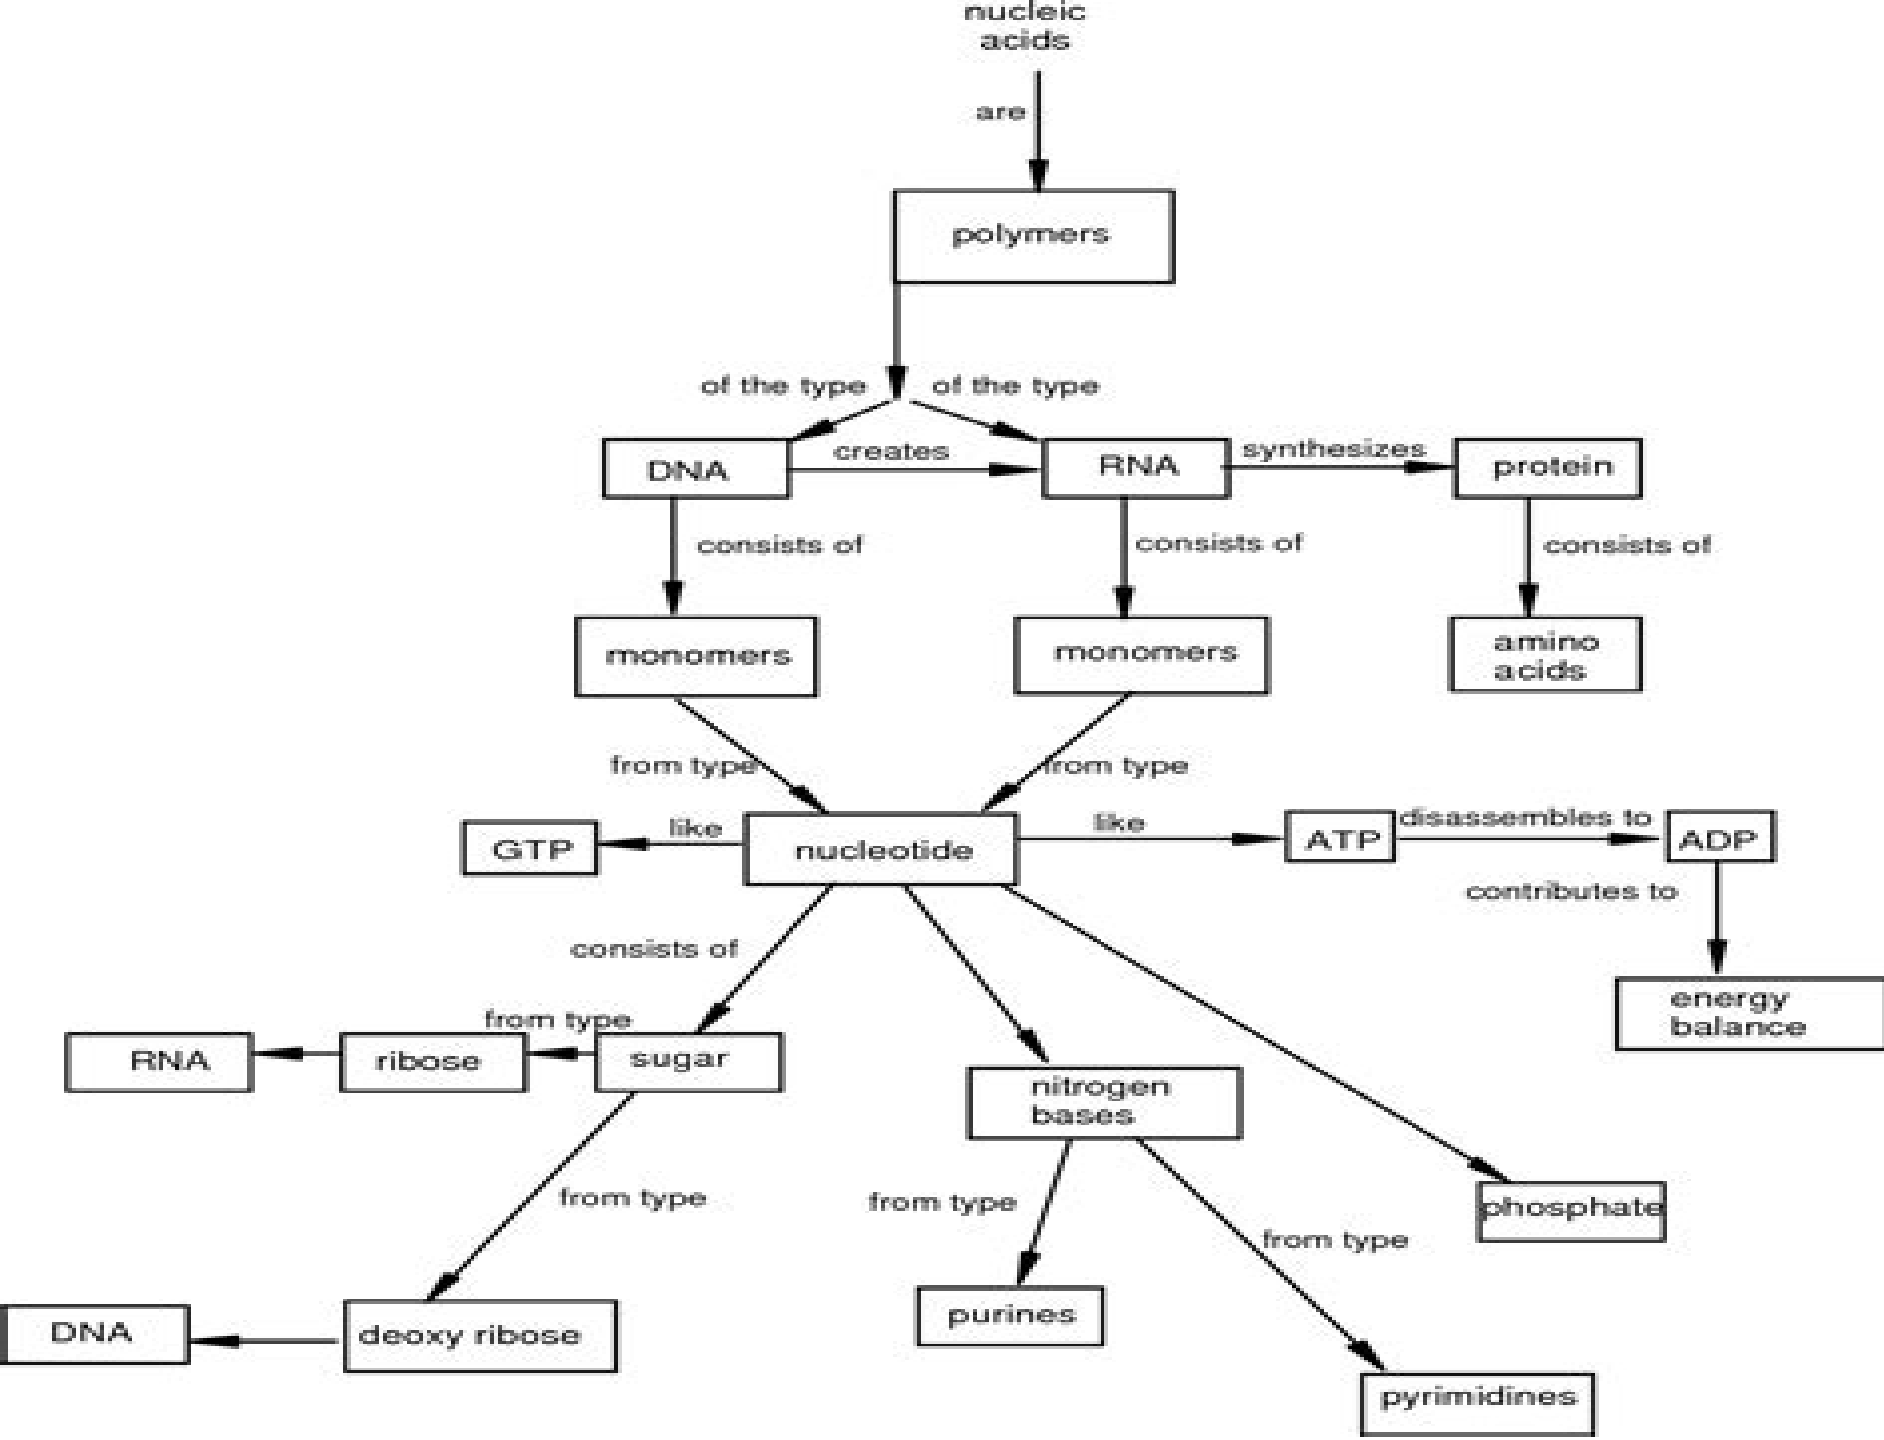 nucleic
acids
are
polymers
of the type
of the type
DNA
creates
RNA
synthesizes
protein
consists of
consists of
consists of
monomers
monomers
amino
acids
from type
from type
GTP
like
nucleotide
like
ATP
disassembles to
ADP
contributes to
consists of
energy
balance
from type
RNA
ribose
sugar
nitrogen
bases
from type
from type
phosphate
from type
purines
DNA
deoxy ribose
pyrimidines